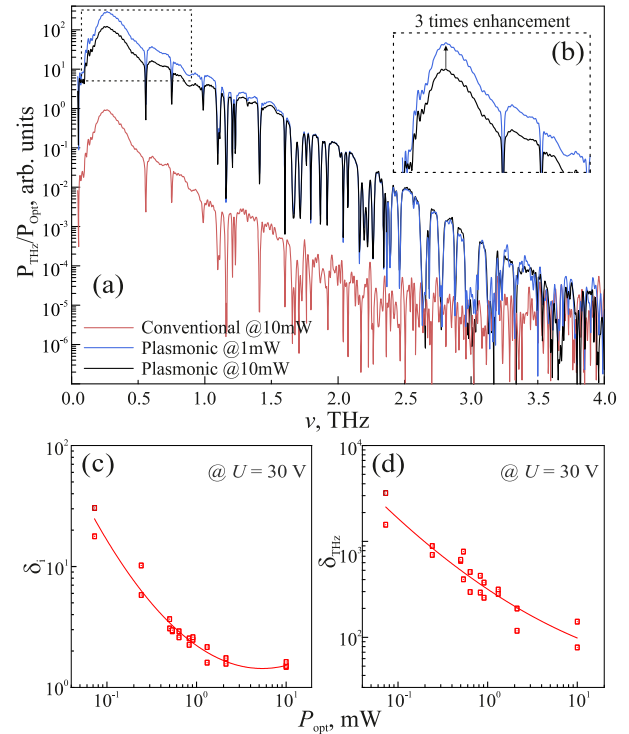 3 times enhancement
(b)
P_THz/P_Opt, arb. units
10^2
10^1
10^0
10^-1
10^-2
10^-3
10^-4
10^-5
10^-6
(a)
Conventional @10mW
Plasmonic @1mW
Plasmonic @10mW
0.0 0.5 1.0 1.5 2.0 2.5 3.0 3.5 4.0
ν, THz
(c)
@ U = 30 V
δ_i
10^2
10^1
10^0
10^-1 10^0 10^1
(d)
@ U = 30 V
δ_THz
10^4
10^3
10^2
10^-1 10^0 10^1
P_opt, mW